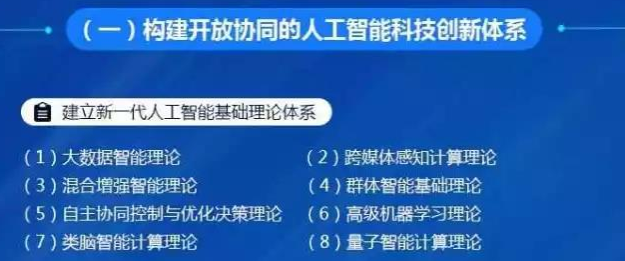 （一）构建开放协同的人工智能科技创新体系
建立新一代人工智能基础理论体系
（1）大数据智能理论 （2）跨媒体感知计算理论
（3）混合增强智能理论 （4）群体智能基础理论
（5）自主协同控制与优化决策理论 （6）高级机器学习理论
（7）类脑智能计算理论 （8）量子智能计算理论